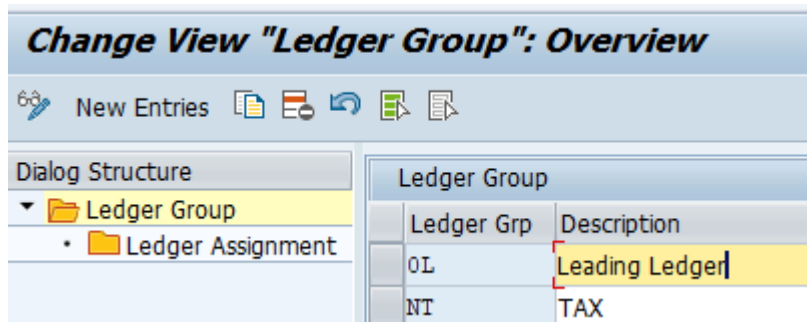 Change View "Ledger Group": Overview
New Entries
Dialog Structure
Ledger Group
Ledger Assignment
Ledger Group
Ledger Grp Description
0L Leading Ledger
NT TAX